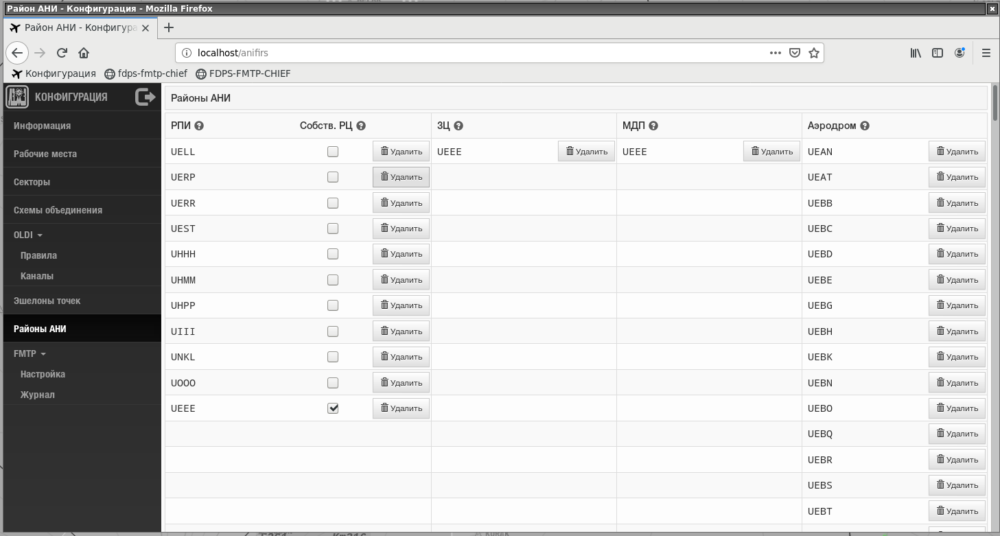 Район АНИ - Конфигурация - Mozilla Firefox
Район АНИ - Конфигура
localhost/anifirs
Конфигурация fdps-fmtp-chief FDPS-FMTP-CHIEF
КОНФИГУРАЦИЯ
Информация
Рабочие места
Секторы
Схемы объединения
OLDI
Правила
Каналы
Эшелоны точек
Районы АНИ
FMTP
Настройка
Журнал
Районы АНИ
РПИ Собств. РЦ ЗЦ МДП Аэродром
UELL Удалить UEEE Удалить UEEE Удалить UEAN Удалить
UERP Удалить UEAT Удалить
UERR Удалить UEBB Удалить
UEST Удалить UEBC Удалить
UHHH Удалить UEBD Удалить
UHMM Удалить UEBE Удалить
UHPP Удалить UEBG Удалить
UIII Удалить UEBH Удалить
UNKL Удалить UEBK Удалить
UOOO Удалить UEBN Удалить
UEEE Удалить UEBO Удалить
UEBQ Удалить
UEBR Удалить
UEBS Удалить
UEBT Удалить